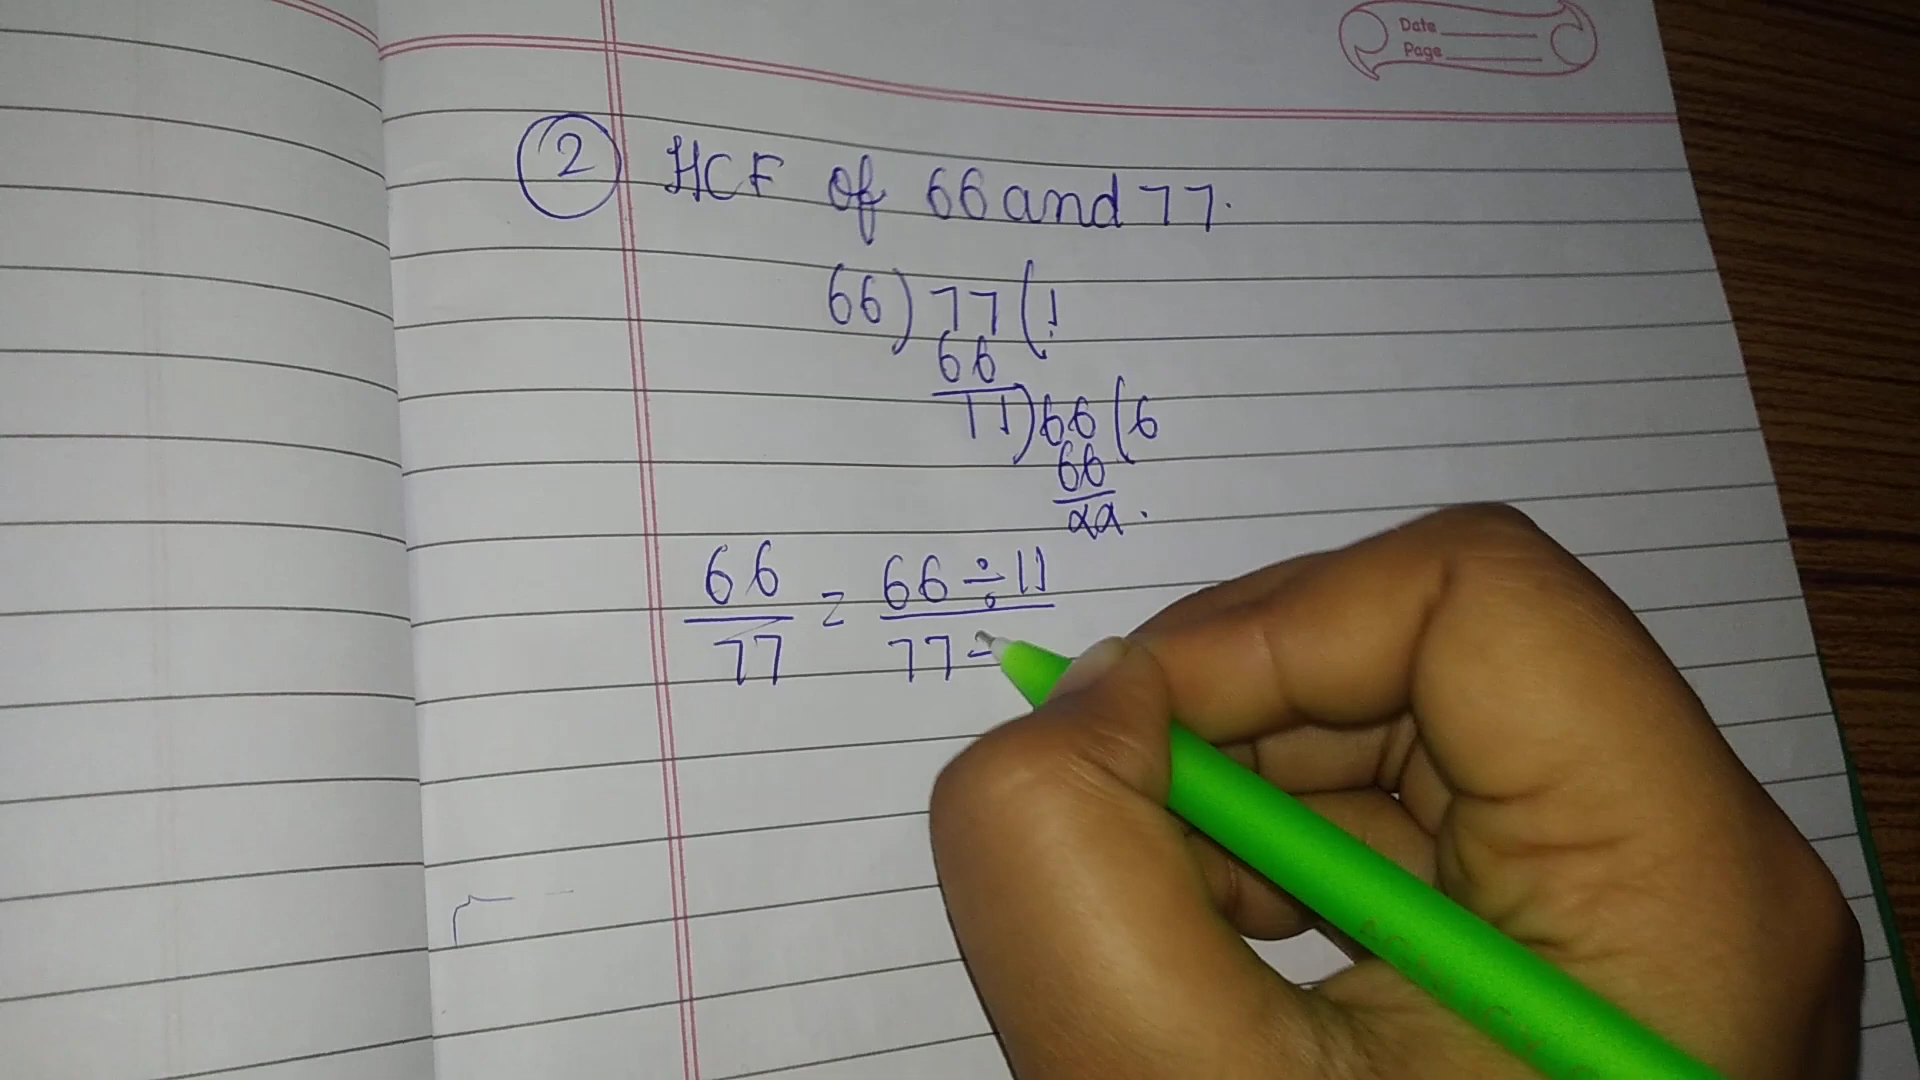 Date
Page
2 HCF of 66 and 77.
66)77(1
66
11)66(6
66
xx.
66 = 66÷11
77 77-